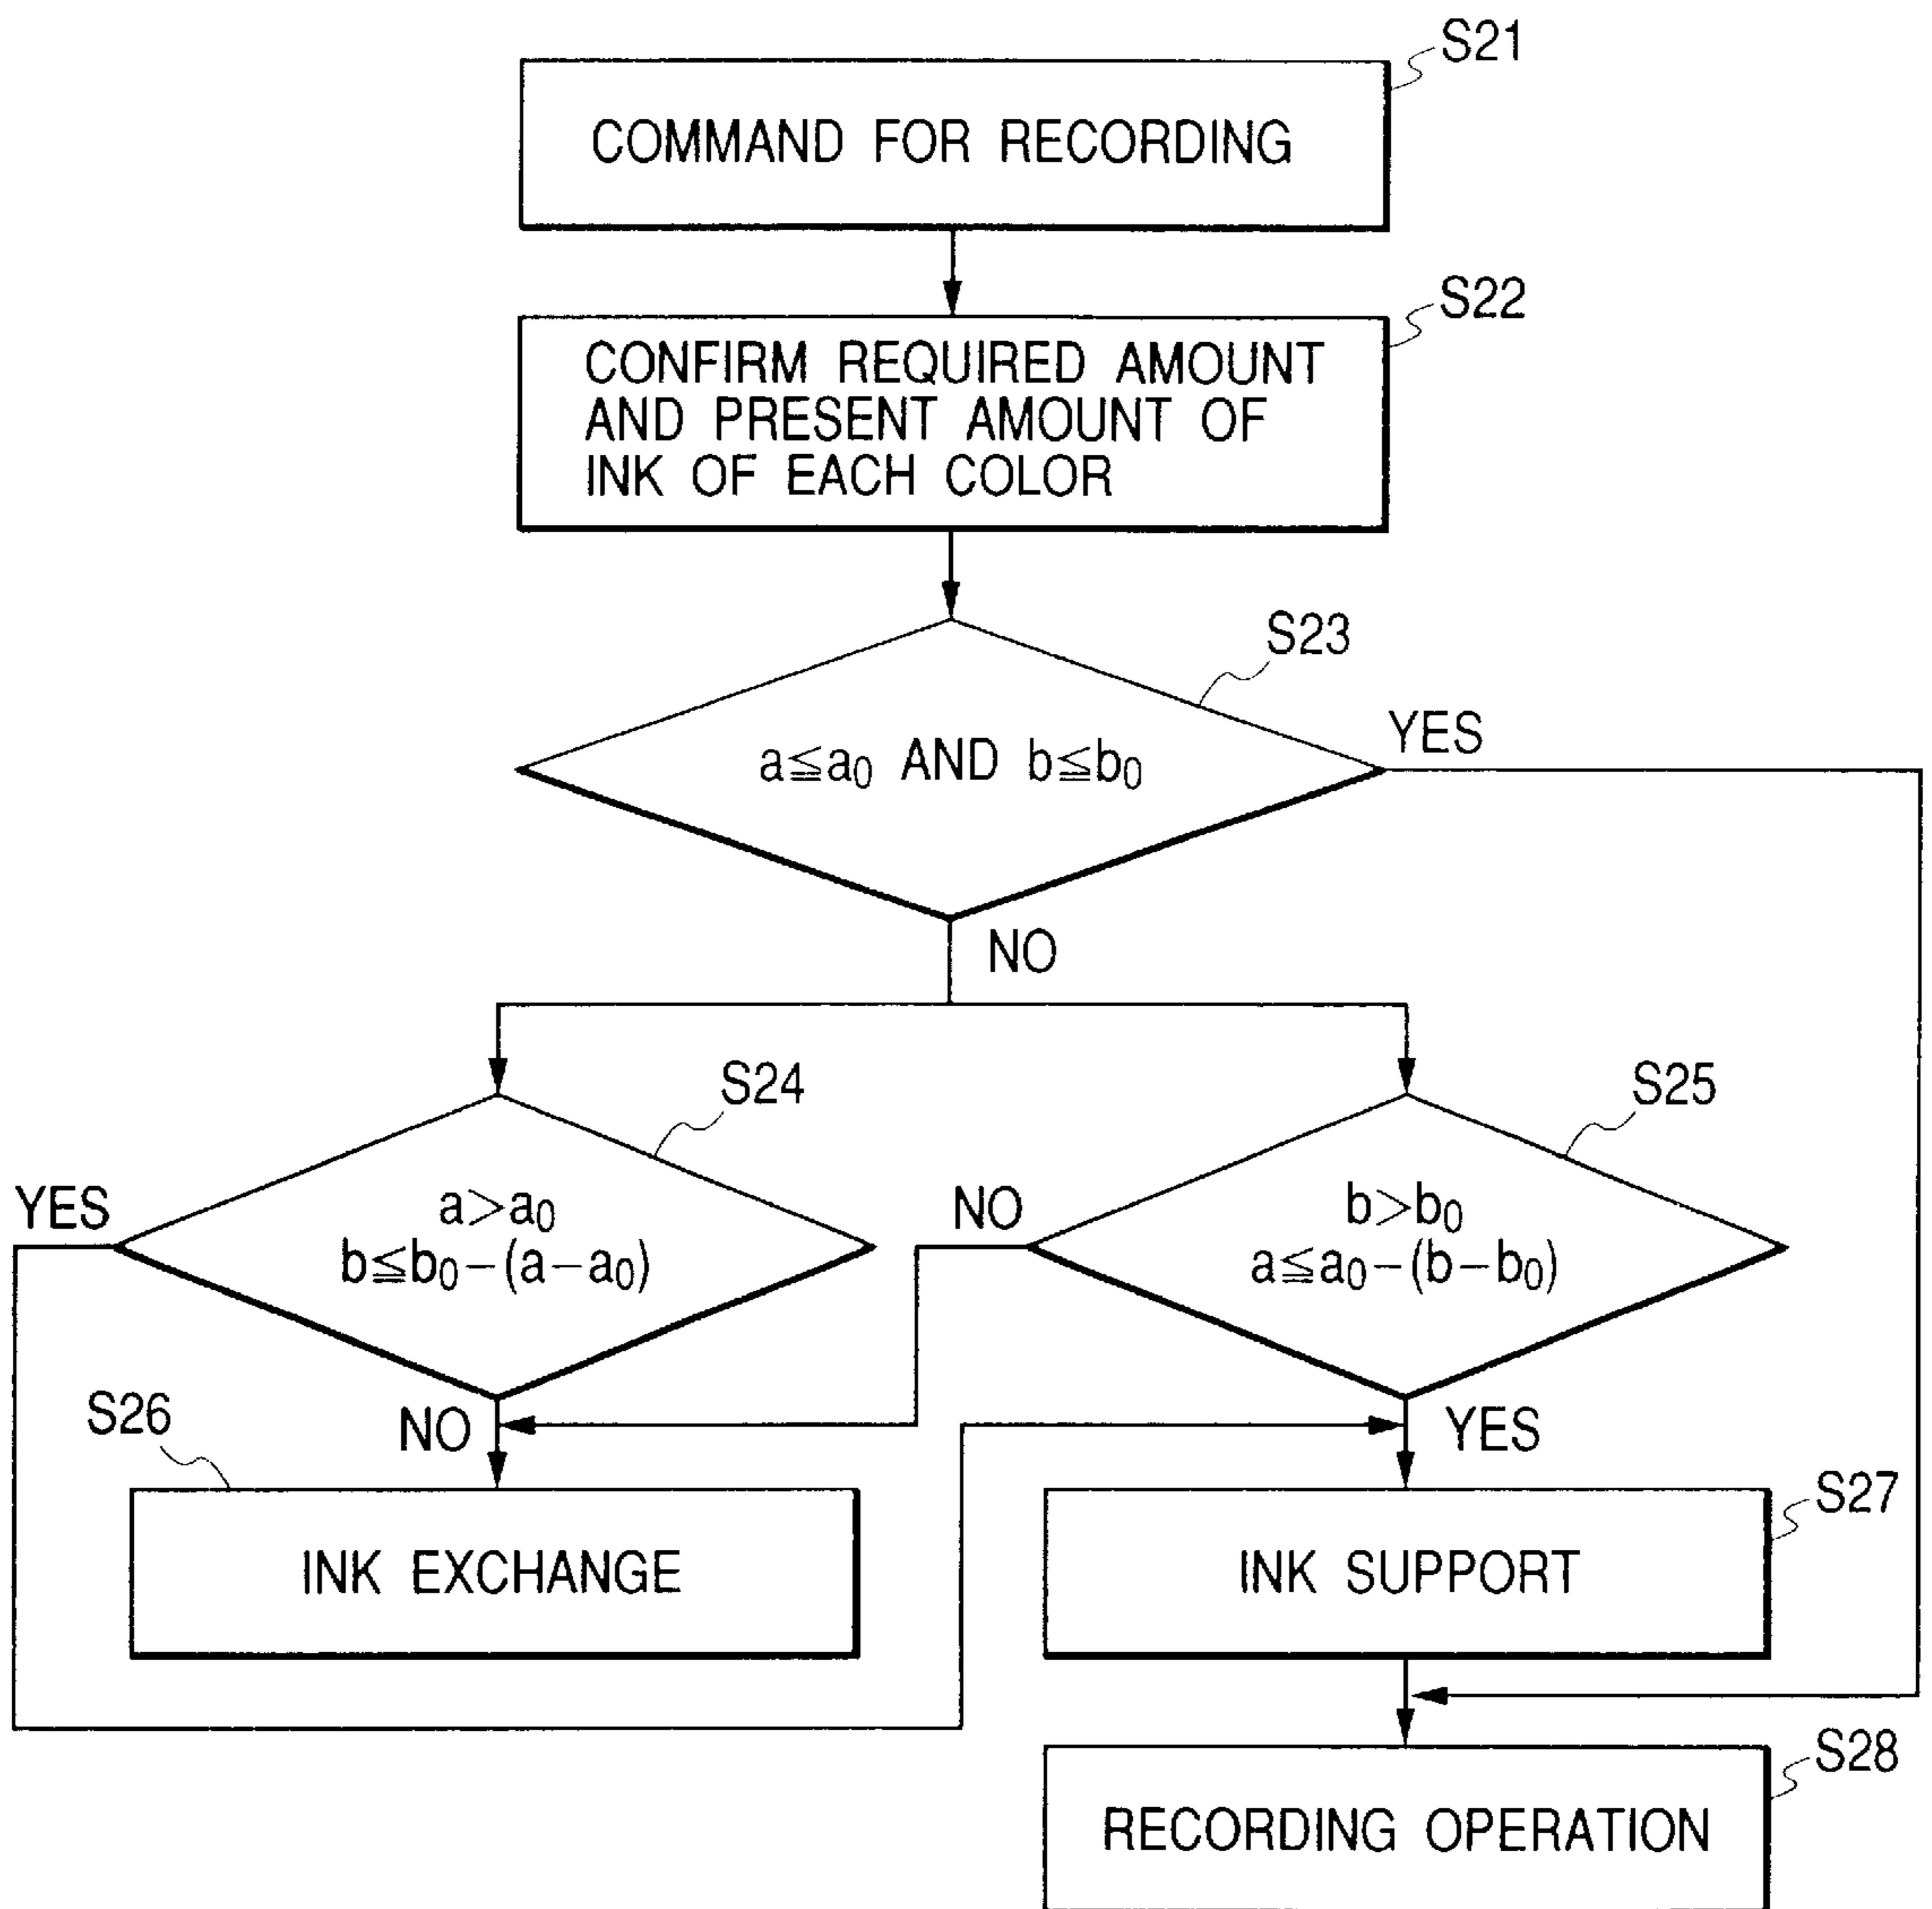 S21
COMMAND FOR RECORDING
S22
CONFIRM REQUIRED AMOUNT
AND PRESENT AMOUNT OF
INK OF EACH COLOR
S23
a≦a₀ AND b≦b₀
YES
NO
S24
S25
YES
a>a₀
b≦b₀−(a−a₀)
NO
b>b₀
a≦a₀−(b−b₀)
S26
NO
YES
INK EXCHANGE
S27
INK SUPPORT
S28
RECORDING OPERATION